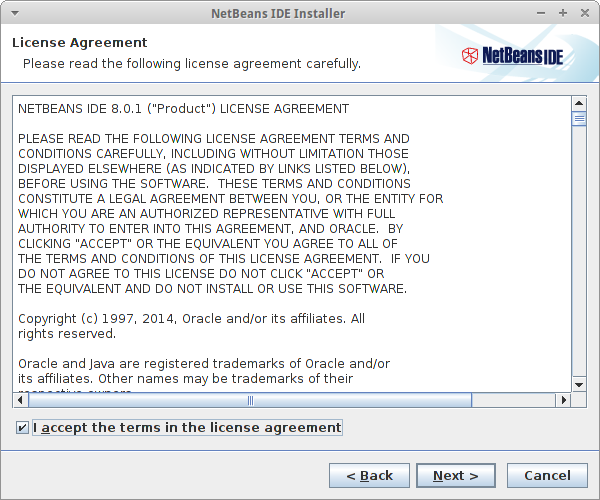 NetBeans IDE Installer
License Agreement
Please read the following license agreement carefully.
NetBeans IDE
NETBEANS IDE 8.0.1 ("Product") LICENSE AGREEMENT
PLEASE READ THE FOLLOWING LICENSE AGREEMENT TERMS AND
CONDITIONS CAREFULLY, INCLUDING WITHOUT LIMITATION THOSE
DISPLAYED ELSEWHERE (AS INDICATED BY LINKS LISTED BELOW),
BEFORE USING THE SOFTWARE.  THESE TERMS AND CONDITIONS
CONSTITUTE A LEGAL AGREEMENT BETWEEN YOU, OR THE ENTITY FOR
WHICH YOU ARE AN AUTHORIZED REPRESENTATIVE WITH FULL
AUTHORITY TO ENTER INTO THIS AGREEMENT, AND ORACLE.  BY
CLICKING "ACCEPT" OR THE EQUIVALENT YOU AGREE TO ALL OF
THE TERMS AND CONDITIONS OF THIS LICENSE AGREEMENT.  IF YOU
DO NOT AGREE TO THIS LICENSE DO NOT CLICK "ACCEPT" OR
THE EQUIVALENT AND DO NOT INSTALL OR USE THIS SOFTWARE.
Copyright (c) 1997, 2014, Oracle and/or its affiliates. All
rights reserved.
Oracle and Java are registered trademarks of Oracle and/or
its affiliates. Other names may be trademarks of their
respective owners.
I accept the terms in the license agreement
< Back
Next >
Cancel